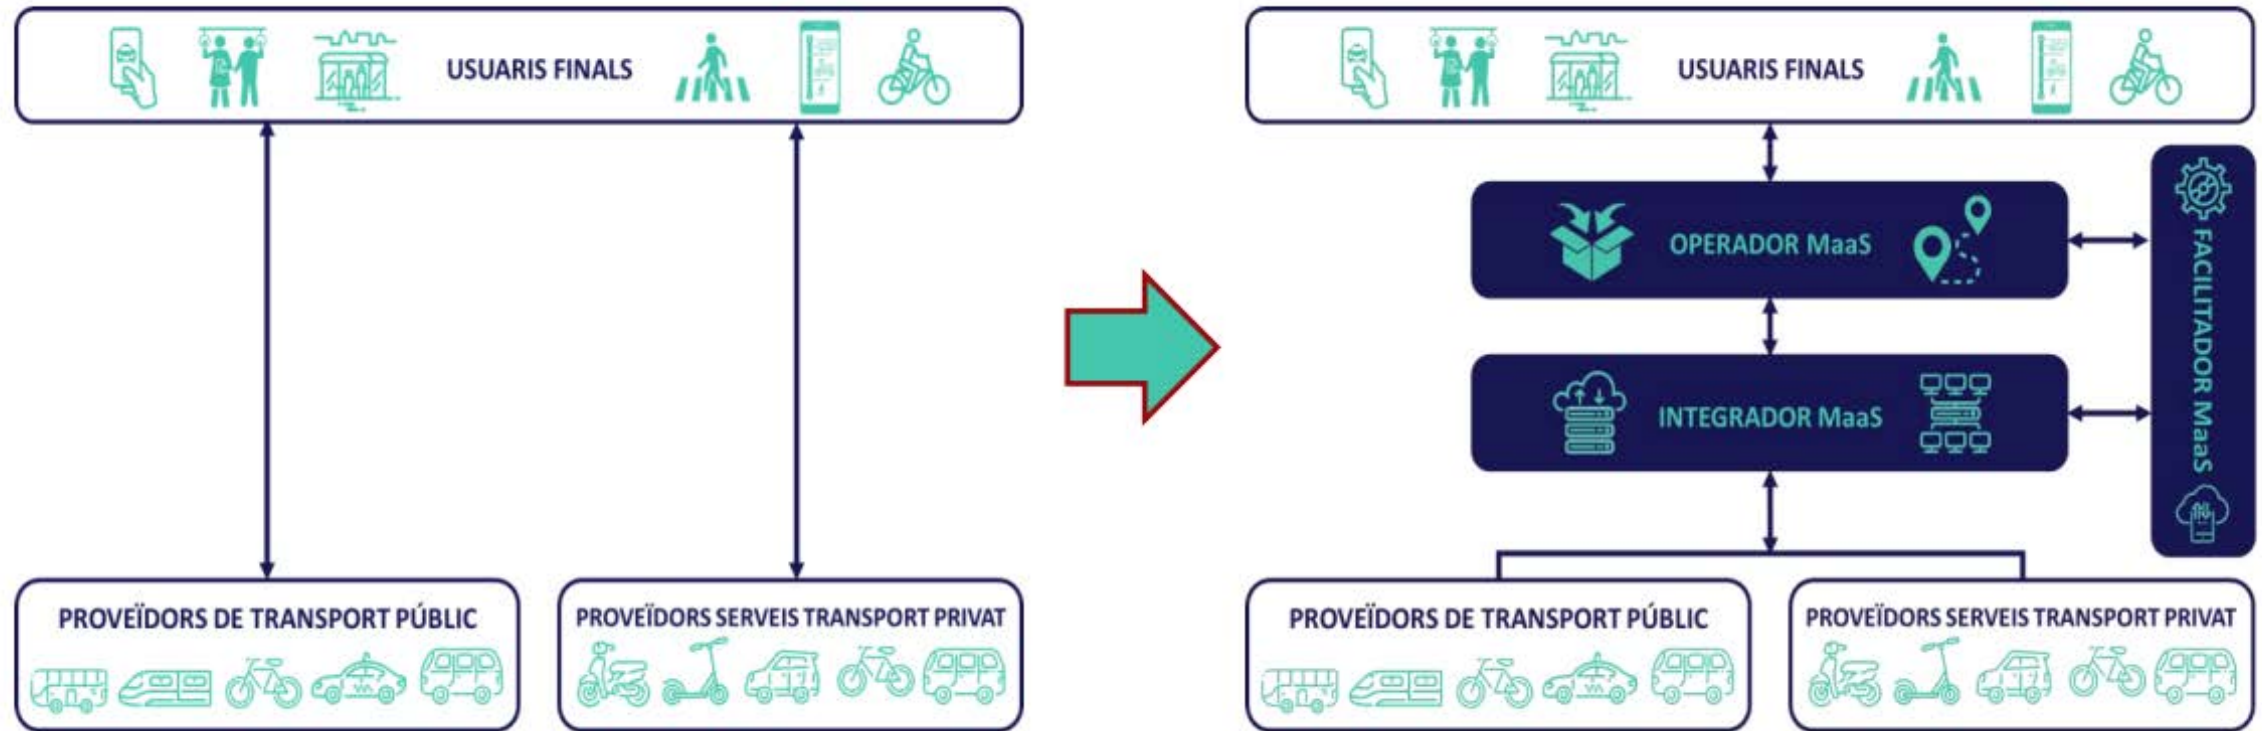 USUARIS FINALS
PROVEÏDORS DE TRANSPORT PÚBLIC
PROVEÏDORS SERVEIS TRANSPORT PRIVAT
USUARIS FINALS
OPERADOR MaaS
INTEGRADOR MaaS
FACILITADOR MaaS
PROVEÏDORS DE TRANSPORT PÚBLIC
PROVEÏDORS SERVEIS TRANSPORT PRIVAT